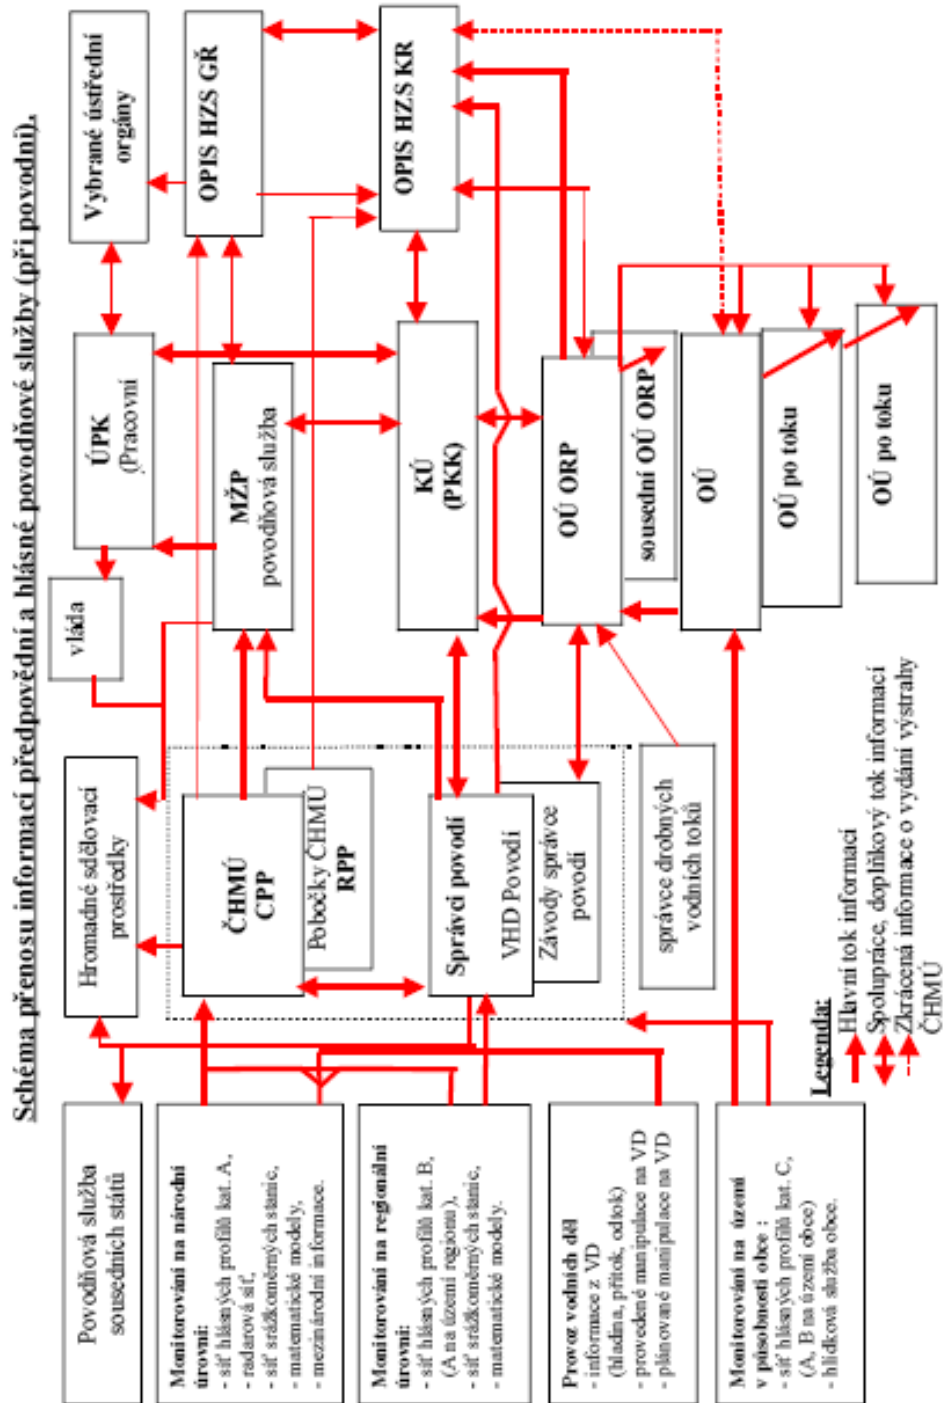 Schéma přenosu informací předpovědní a hlásné povodňové služby (při povodni).
Povodňová služba
sousedních států
Hromadné sdělovací
prostředky
vláda
ÚPK
(Pracovní
Vybrané ústřední
orgány
Monitorování na národní
úrovni:
- síť hlásných profilů kat. A,
- radarová síť,
- síť srážkoměrných stanic,
- matematické modely,
- mezinárodní informace.
ČHMÚ
CPP
Pobočky ČHMÚ
RPP
MŽP
povodňová služba
OPIS HZS GŘ
Monitorování na regionální
úrovni:
- síť hlásných profilů kat. B,
(A na území regionu),
- síť srážkoměrných stanic,
- matematické modely.
Správci povodí
VHD Povodí
Závody správce
povodí
KÚ
(PKK)
OPIS HZS KR
Provoz vodních děl
- informace z VD
(hladina, přítok, odtok)
- provedené manipulace na VD
- plánované manipulace na VD
správce drobných
vodních toků
OÚ ORP
sousední OÚ ORP
Monitorování na území
v působnosti obce :
- síť hlásných profilů kat. C,
(A, B na území obce)
- hlídková služba obce.
OÚ
OÚ po toku
OÚ po toku
Legenda:
Hlavní tok informací
Spolupráce, doplňkový tok informací
Zkrácená informace o vydání výstrahy
ČHMÚ